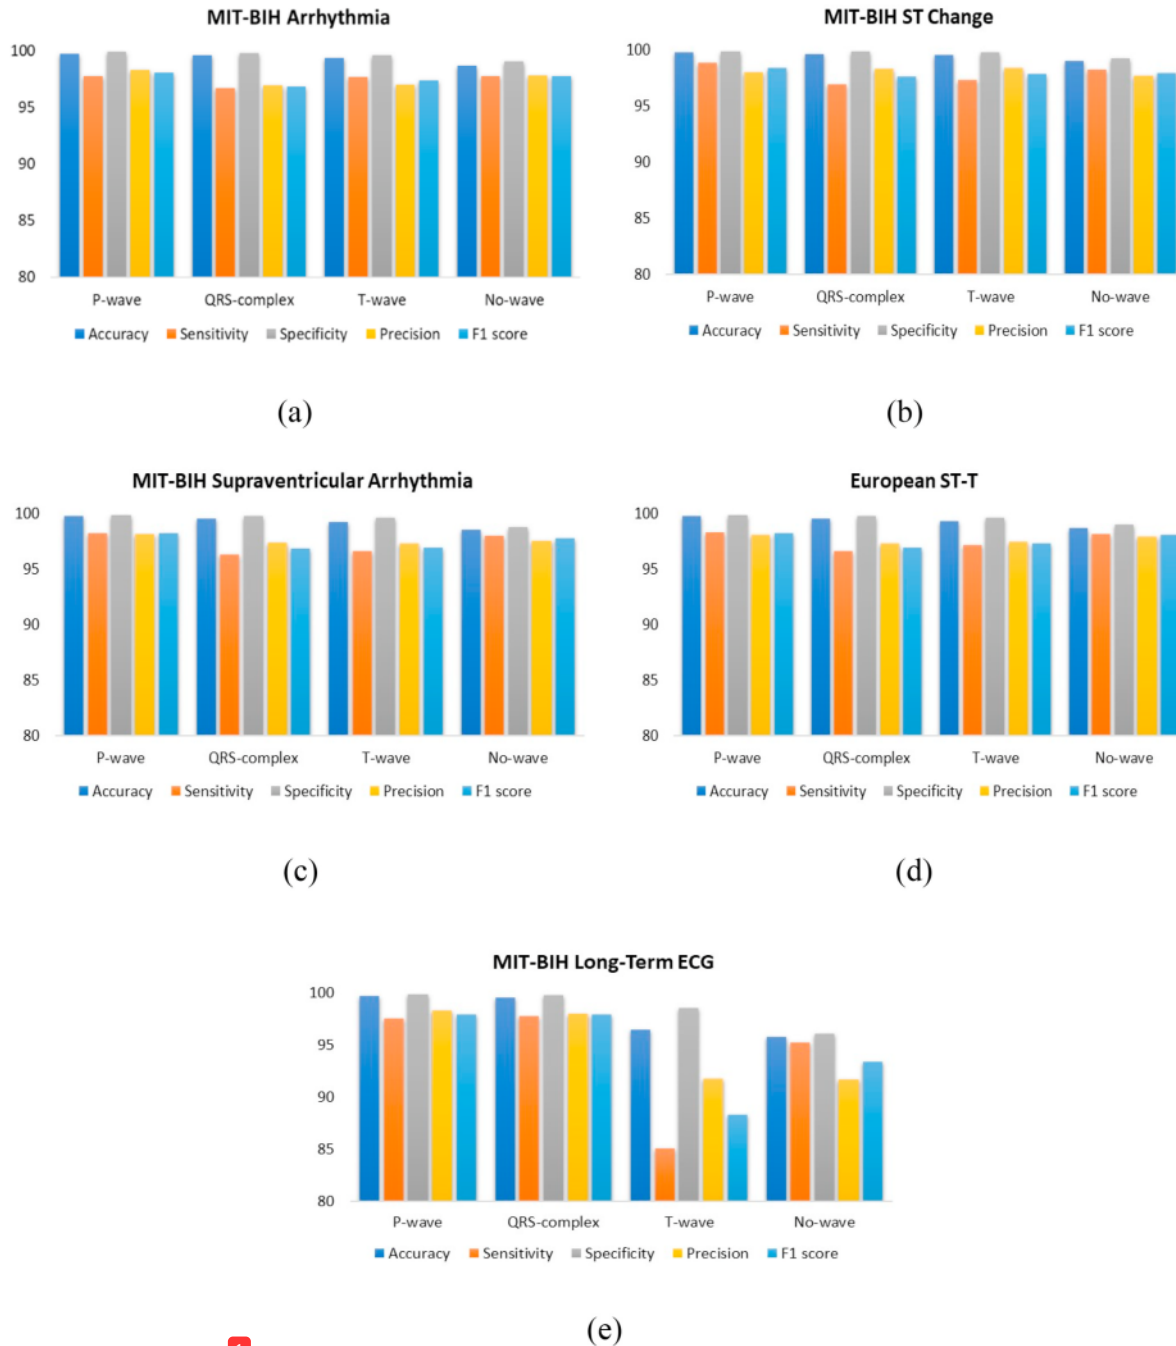 MIT-BIH Arrhythmia
100
95
90
85
80
P-wave QRS-complex T-wave No-wave
Accuracy Sensitivity Specificity Precision F1 score
(a)
MIT-BIH ST Change
100
95
90
85
80
P-wave QRS-complex T-wave No-wave
Accuracy Sensitivity Specificity Precision F1 score
(b)
MIT-BIH Supraventricular Arrhythmia
100
95
90
85
80
P-wave QRS-complex T-wave No-wave
Accuracy Sensitivity Specificity Precision F1 score
(c)
European ST-T
100
95
90
85
80
P-wave QRS-complex T-wave No-wave
Accuracy Sensitivity Specificity Precision F1 score
(d)
MIT-BIH Long-Term ECG
100
95
90
85
80
P-wave QRS-complex T-wave No-wave
Accuracy Sensitivity Specificity Precision F1 score
(e)